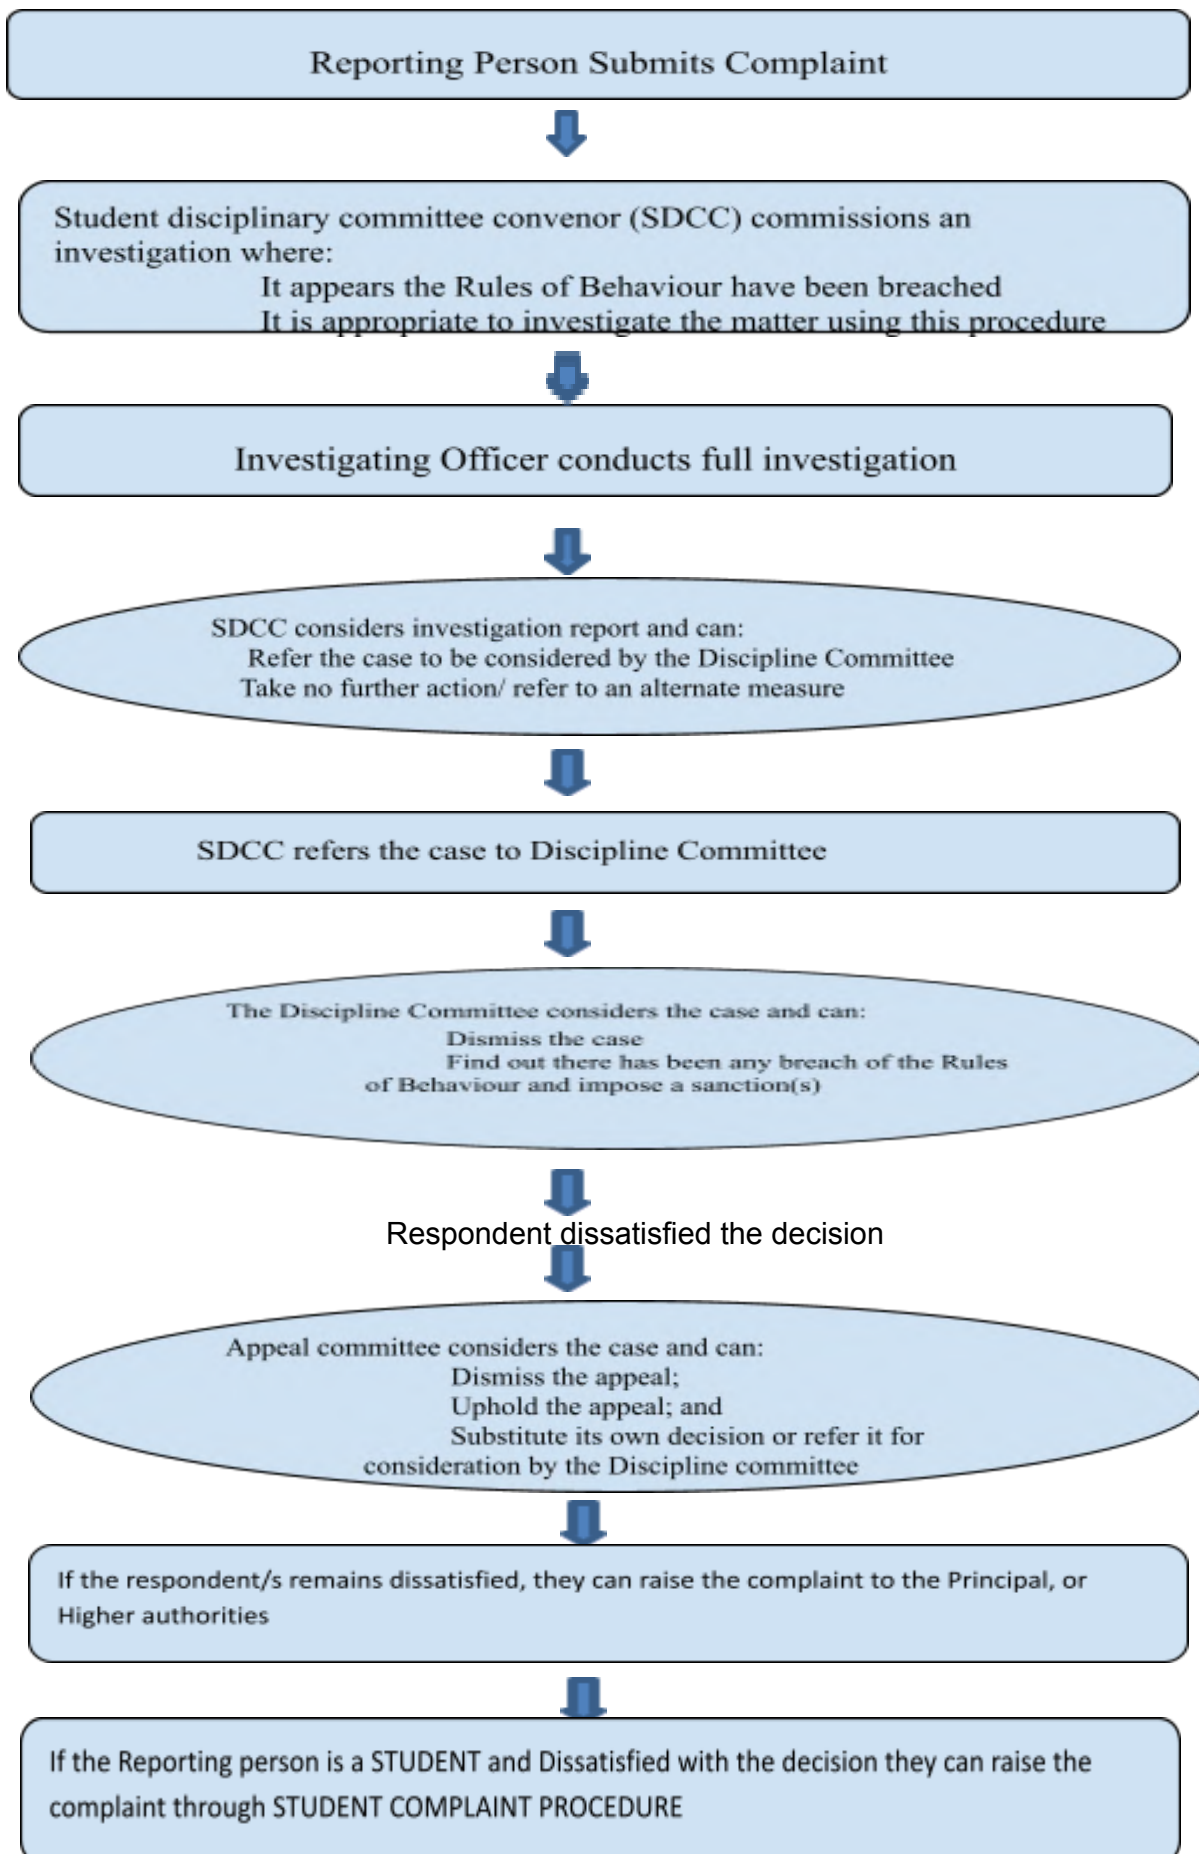 Reporting Person Submits Complaint
Student disciplinary committee convenor (SDCC) commissions an
investigation where:
It appears the Rules of Behaviour have been breached
It is appropriate to investigate the matter using this procedure
Investigating Officer conducts full investigation
SDCC considers investigation report and can:
Refer the case to be considered by the Discipline Committee
Take no further action/ refer to an alternate measure
SDCC refers the case to Discipline Committee
The Discipline Committee considers the case and can:
Dismiss the case
Find out there has been any breach of the Rules
of Behaviour and impose a sanction(s)
Respondent dissatisfied the decision
Appeal committee considers the case and can:
Dismiss the appeal;
Uphold the appeal; and
Substitute its own decision or refer it for
consideration by the Discipline committee
If the respondent/s remains dissatisfied, they can raise the complaint to the Principal, or
Higher authorities
If the Reporting person is a STUDENT and Dissatisfied with the decision they can raise the
complaint through STUDENT COMPLAINT PROCEDURE